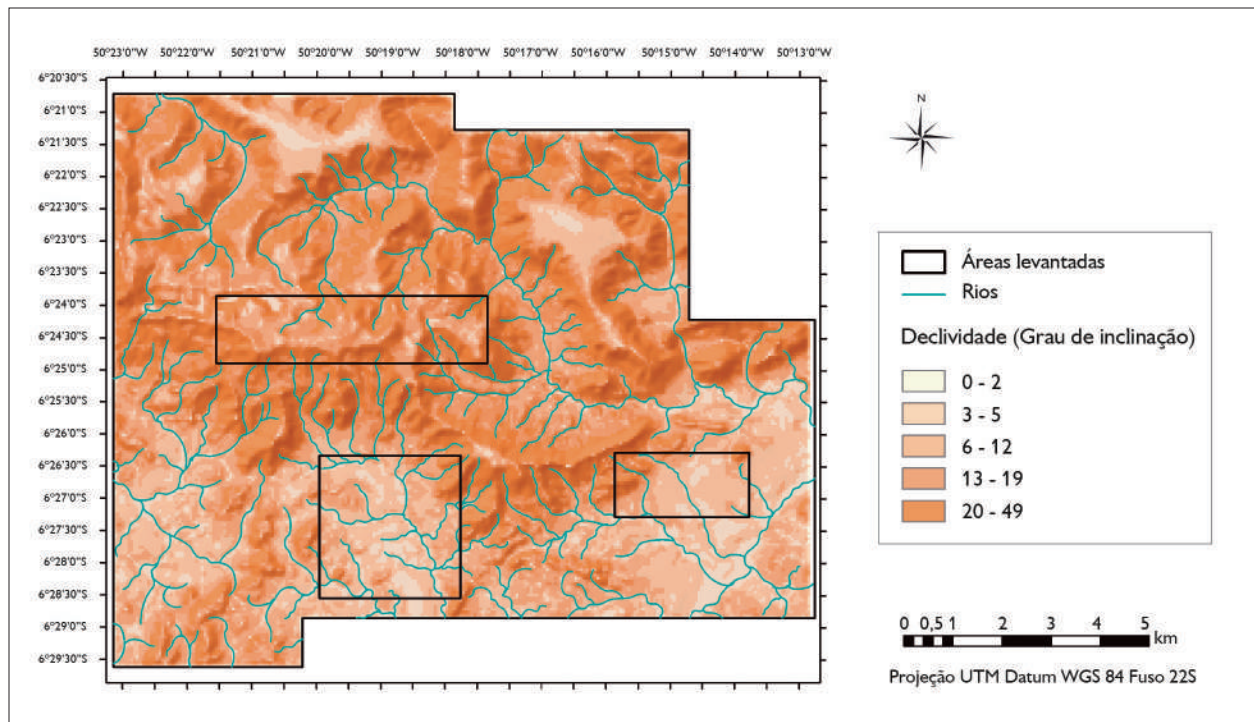 50°23'0"W 50°22'0"W 50°21'0"W 50°20'0"W 50°19'0"W 50°18'0"W 50°17'0"W 50°16'0"W 50°15'0"W 50°14'0"W 50°13'0"W
6°20'30"S
6°21'0"S
6°21'30"S
6°22'0"S
6°22'30"S
6°23'0"S
6°23'30"S
6°24'0"S
6°24'30"S
6°25'0"S
6°25'30"S
6°26'0"S
6°26'30"S
6°27'0"S
6°27'30"S
6°28'0"S
6°28'30"S
6°29'0"S
6°29'30"S
N
Áreas levantadas
Rios
Declividade (Grau de inclinação)
0 - 2
3 - 5
6 - 12
13 - 19
20 - 49
0 0,5 1 2 3 4 5
km
Projeção UTM Datum WGS 84 Fuso 22S